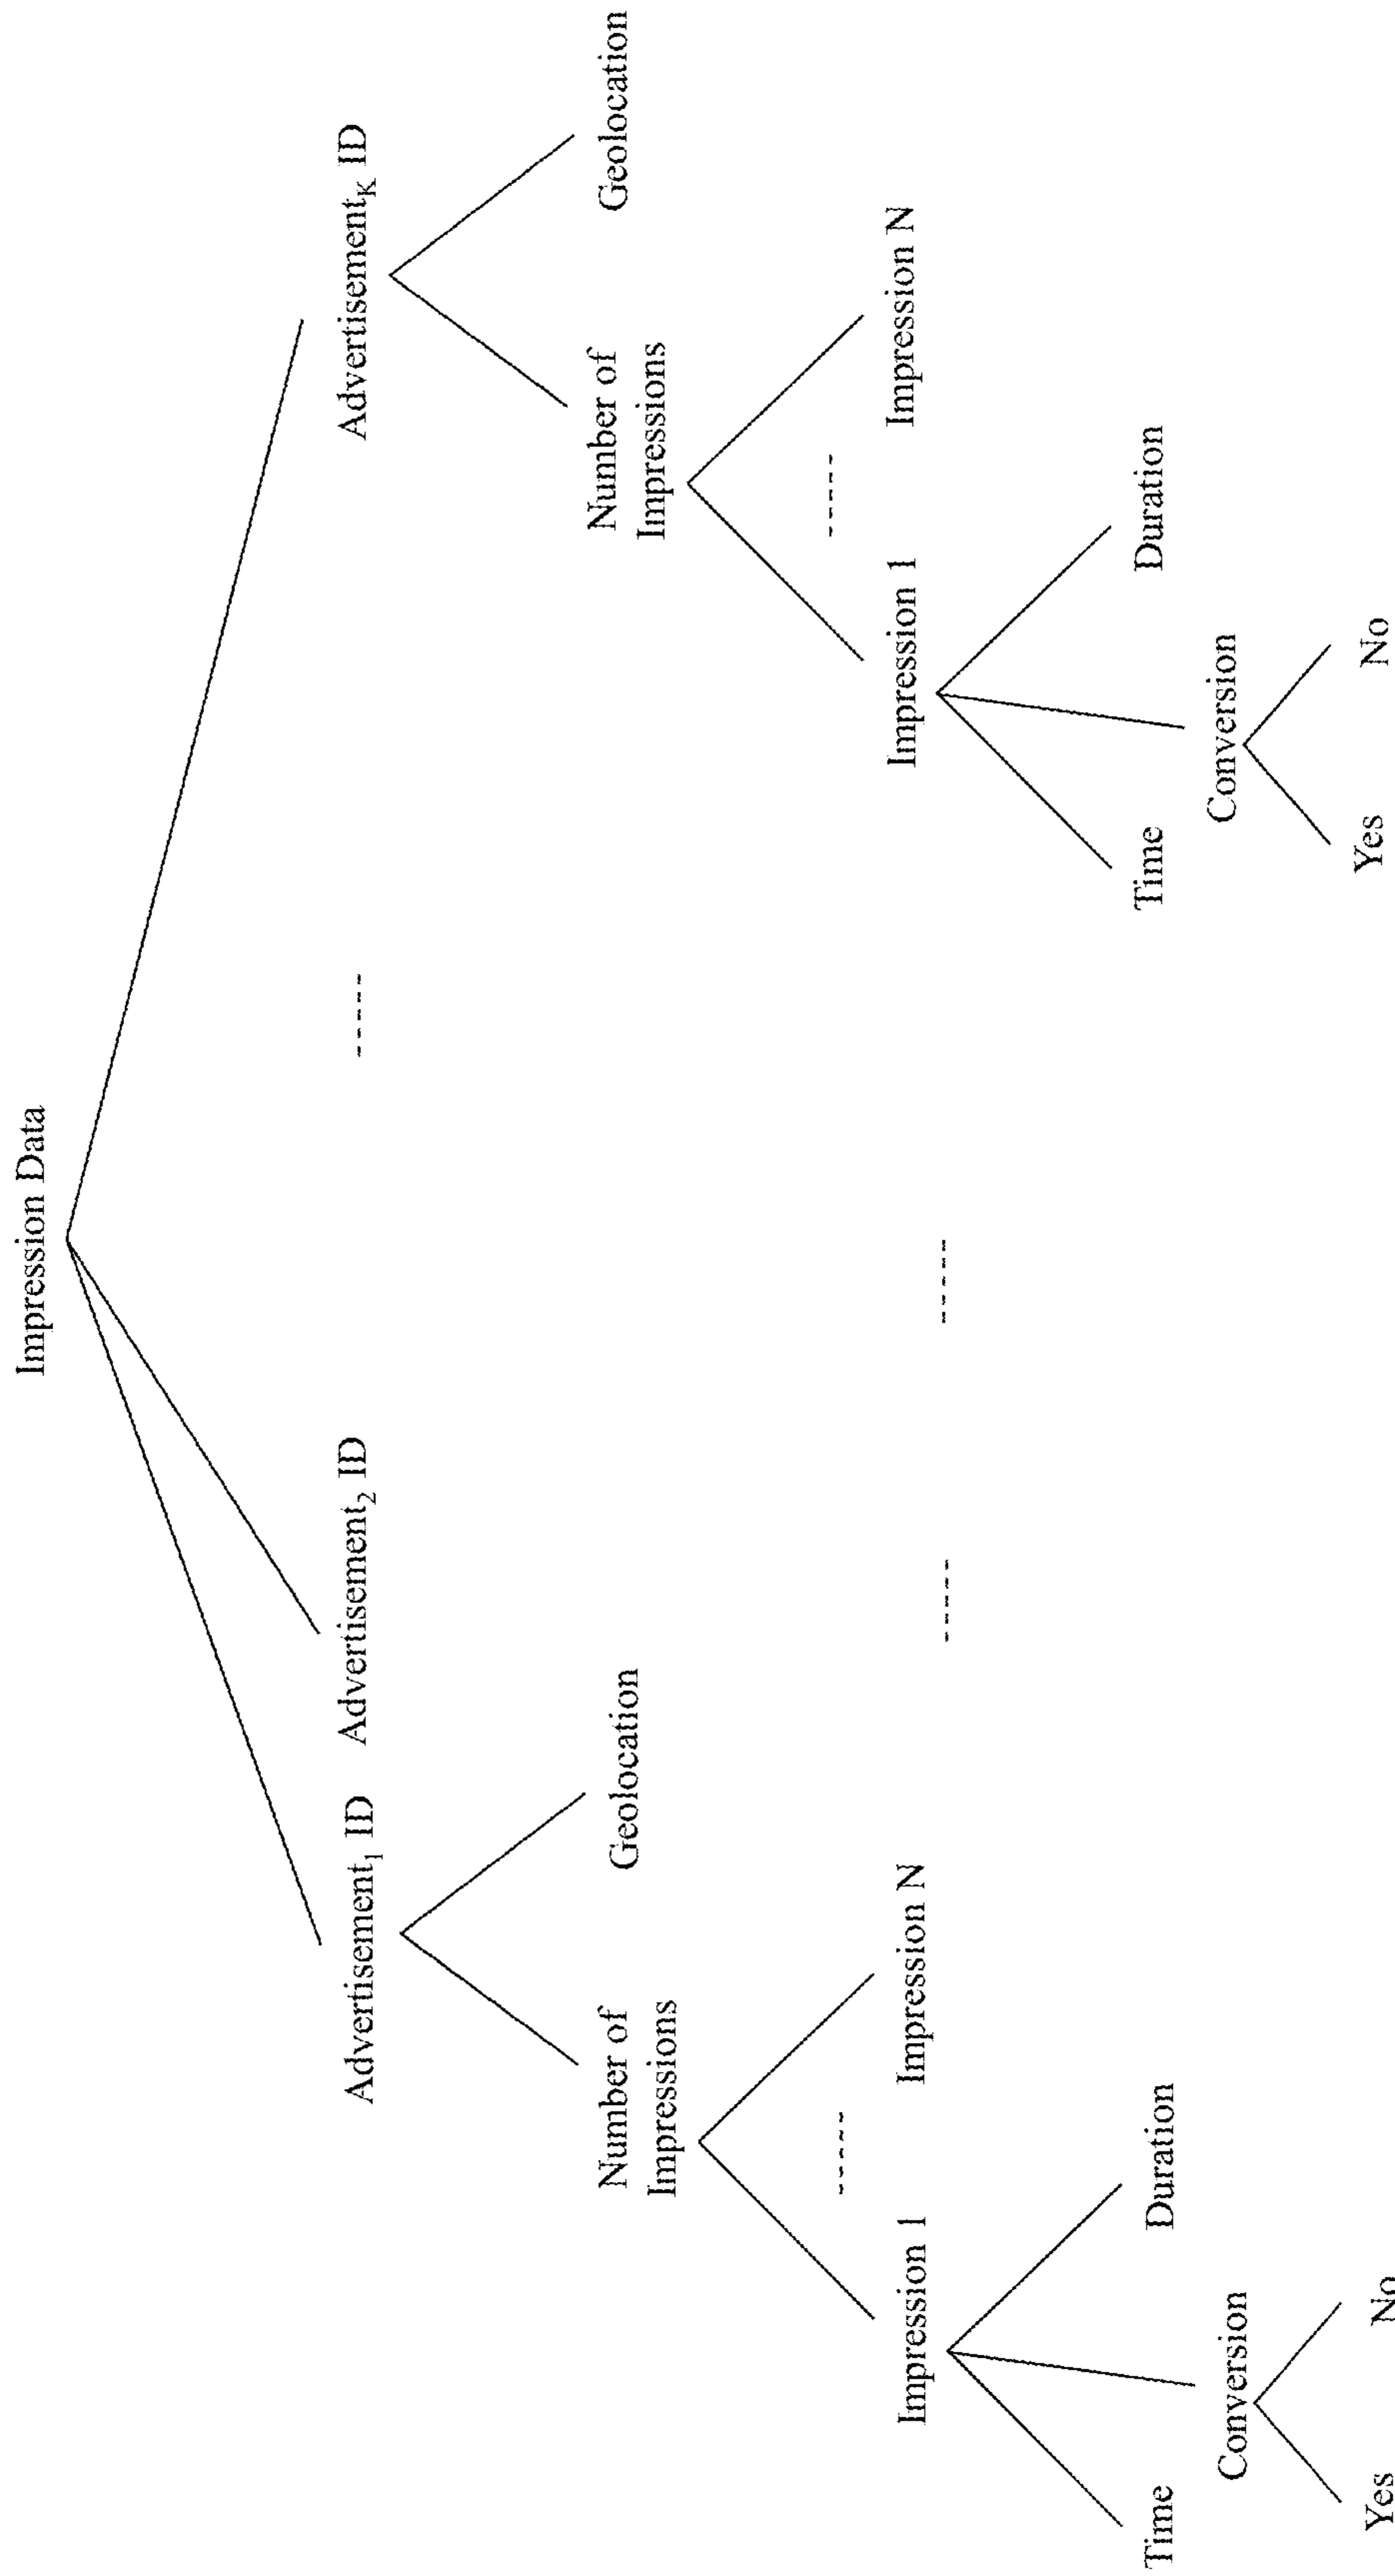 Impression Data
Advertisement1 ID
Advertisement2 ID
-----
AdvertisementK ID
Number of
Impressions
Geolocation
Number of
Impressions
Geolocation
Impression 1
-----
Impression N
-----
-----
Impression 1
-----
Impression N
Time
Conversion
Duration
Time
Conversion
Duration
Yes
No
Yes
No